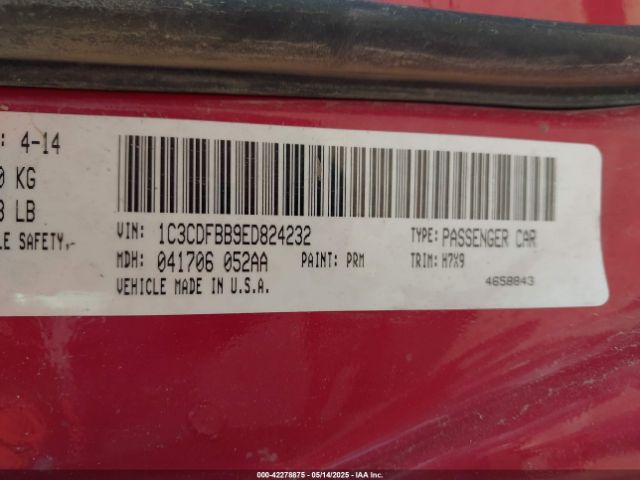 : 4-14
0 KG
8 LB
LE SAFETY,-
VIN: 1C3CDFBB9ED824232 TYPE: PASSENGER CAR
MDH: 041706 052AA PAINT: PRM TRIM: H7X9
VEHICLE MADE IN U.S.A. 4658843
000-42278875 - 05/14/2025 - IAA Inc.